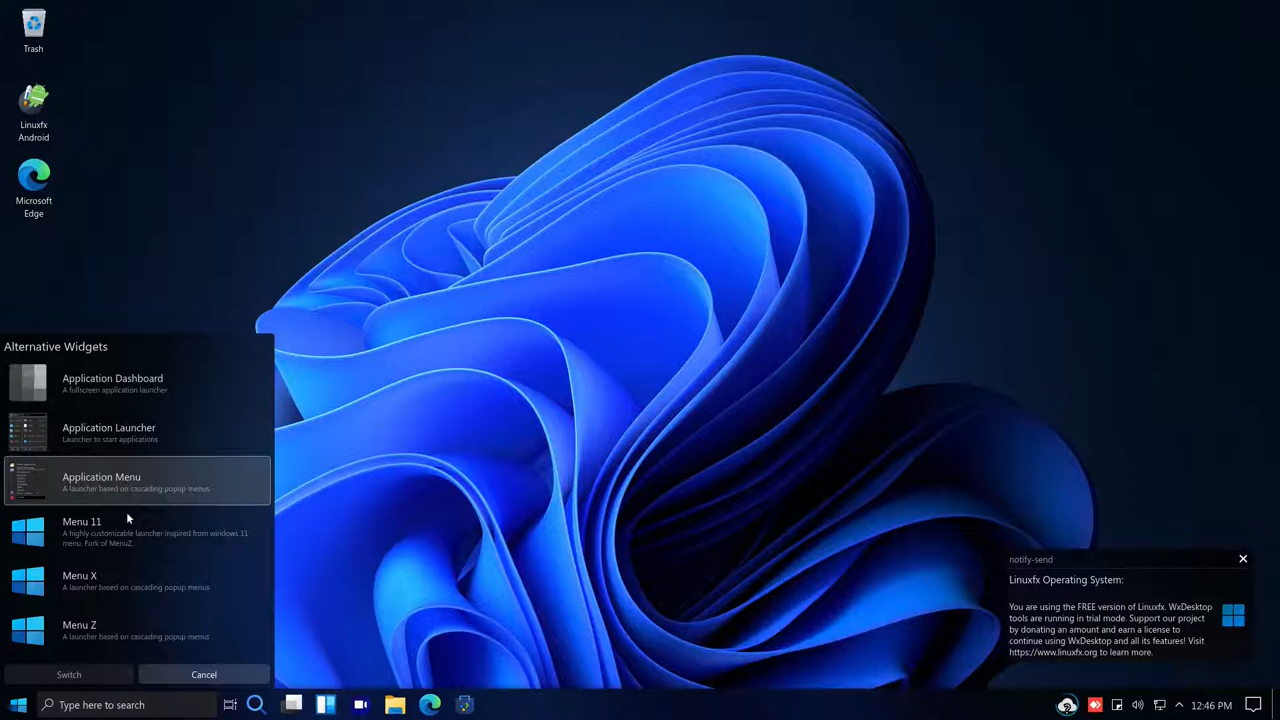 Trash
Linuxfx
Android
Microsoft
Edge
Alternative Widgets
Application Dashboard
A fullscreen application launcher
Application Launcher
Launcher to start applications
Application Menu
A launcher based on cascading popup menus
Menu 11
A highly customizable launcher inspired from windows 11
menu. Fork of MenuZ.
Menu X
A launcher based on cascading popup menus
Menu Z
A launcher based on cascading popup menus
Switch
Cancel
notify-send
Linuxfx Operating System:
You are using the FREE version of Linuxfx. WxDesktop
tools are running in trial mode. Support our project
by donating an amount and earn a license to
continue using WxDesktop and all its features! Visit
https://www.linuxfx.org to learn more.
Type here to search
12:46 PM